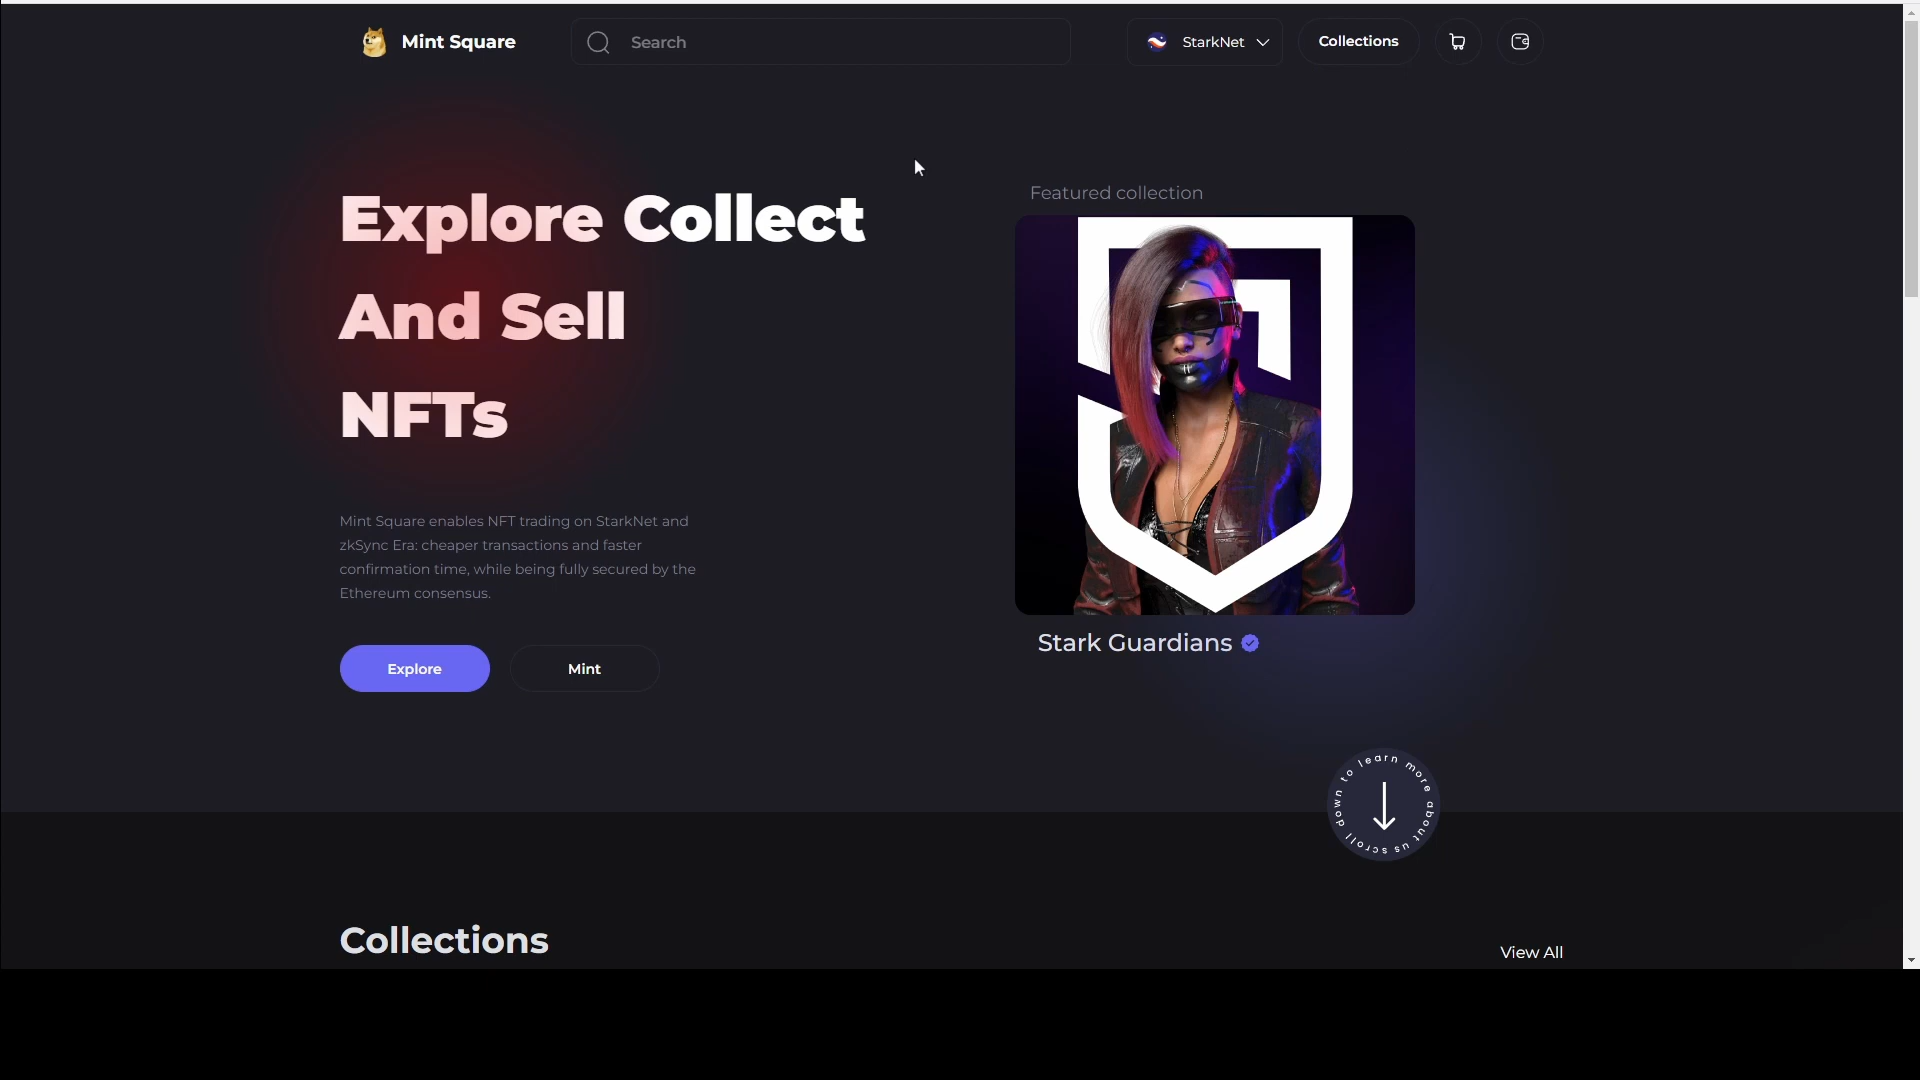 Mint Square
Search
StarkNet
Collections
Explore Collect
And Sell
NFTs
Mint Square enables NFT trading on StarkNet and
zkSync Era: cheaper transactions and faster
confirmation time, while being fully secured by the
Ethereum consensus.
Explore
Mint
Featured collection
Stark Guardians
scroll down to learn more about us
Collections
View All